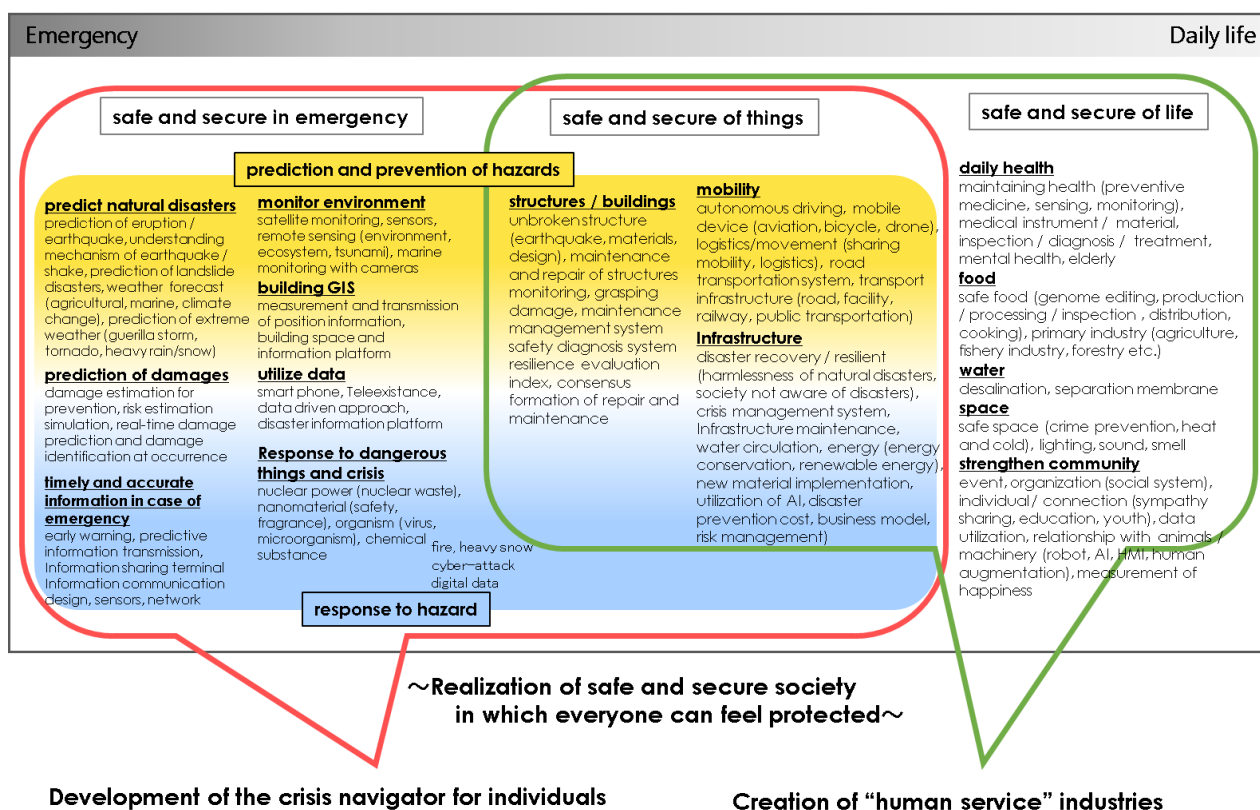 Emergency
Daily life
safe and secure in emergency
safe and secure of things
safe and secure of life
prediction and prevention of hazards
predict natural disasters
prediction of eruption /
earthquake, understanding
mechanism of earthquake /
shake, prediction of landslide
disasters, weather forecast
(agricultural, marine, climate
change), prediction of extreme
weather (guerilla storm,
tornado, heavy rain/snow)
prediction of damages
damage estimation for
prevention, risk estimation
simulation, real-time damage
prediction and damage
identification at occurrence
timely and accurate
information in case of
emergency
early warning, predictive
information transmission,
Information sharing terminal
Information communication
design, sensors, network
monitor environment
satellite monitoring, sensors,
remote sensing (environment,
ecosystem, tsunami), marine
monitoring with cameras
building GIS
measurement and transmission
of position information,
building space and
information platform
utilize data
smart phone, Teleexistance,
data driven approach,
disaster information platform
Response to dangerous
things and crisis
nuclear power (nuclear waste),
nanomaterial (safety,
fragrance), organism (virus,
microorganism), chemical
substance
fire, heavy snow
cyber-attack
digital data
response to hazard
structures / buildings
unbroken structure
(earthquake, materials,
design), maintenance
and repair of structures
monitoring, grasping
damage, maintenance
management system
safety diagnosis system
resilience evaluation
index, consensus
formation of repair and
maintenance
mobility
autonomous driving, mobile
device (aviation, bicycle, drone),
logistics/movement (sharing
mobility, logistics), road
transportation system, transport
infrastructure (road, facility,
railway, public transportation)
Infrastructure
disaster recovery / resilient
(harmlessness of natural disasters,
society not aware of disasters),
crisis management system,
Infrastructure maintenance,
water circulation, energy (energy
conservation, renewable energy),
new material implementation,
utilization of AI, disaster
prevention cost, business model,
risk management)
daily health
maintaining health (preventive
medicine, sensing, monitoring),
medical instrument / material,
inspection / diagnosis / treatment,
mental health, elderly
food
safe food (genome editing, production
/ processing / inspection , distribution,
cooking), primary industry (agriculture,
fishery industry, forestry etc.)
water
desalination, separation membrane
space
safe space (crime prevention, heat
and cold), lighting, sound, smell
strengthen community
event, organization (social system),
individual / connection (sympathy
sharing, education, youth), data
utilization, relationship with animals /
machinery (robot, AI, HMI, human
augmentation), measurement of
happiness
～Realization of safe and secure society
in which everyone can feel protected～
Development of the crisis navigator for individuals
Creation of “human service” industries